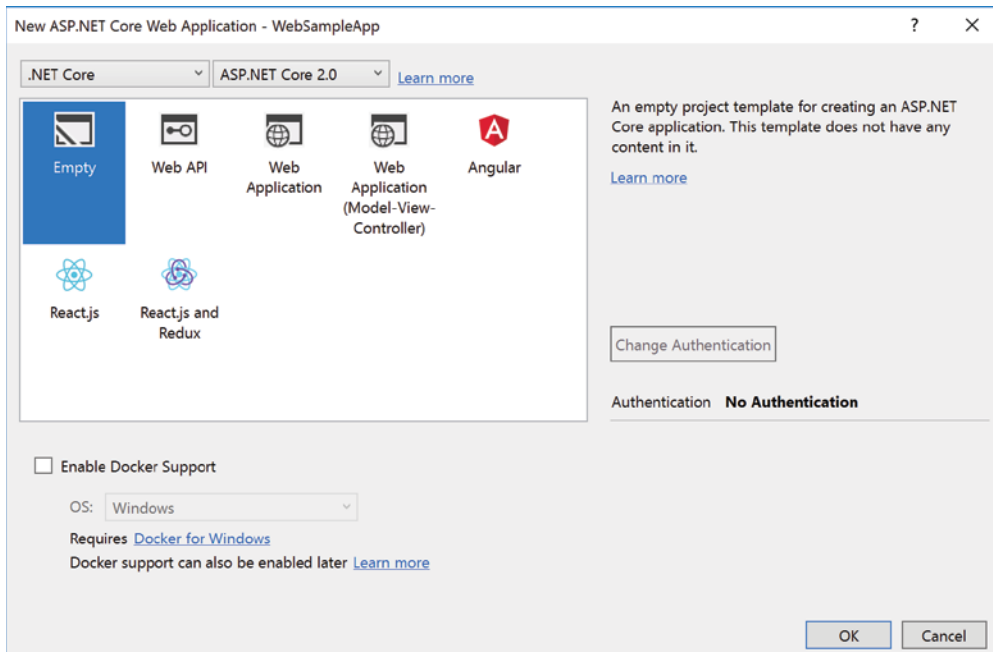 New ASP.NET Core Web Application - WebSampleApp
?
.NET Core
ASP.NET Core 2.0
Learn more
Empty
Web API
Web
Application
Web
Application
(Model-View-
Controller)
Angular
React.js
React.js and
Redux
An empty project template for creating an ASP.NET
Core application. This template does not have any
content in it.
Learn more
Change Authentication
Authentication No Authentication
Enable Docker Support
OS: Windows
Requires Docker for Windows
Docker support can also be enabled later Learn more
OK
Cancel